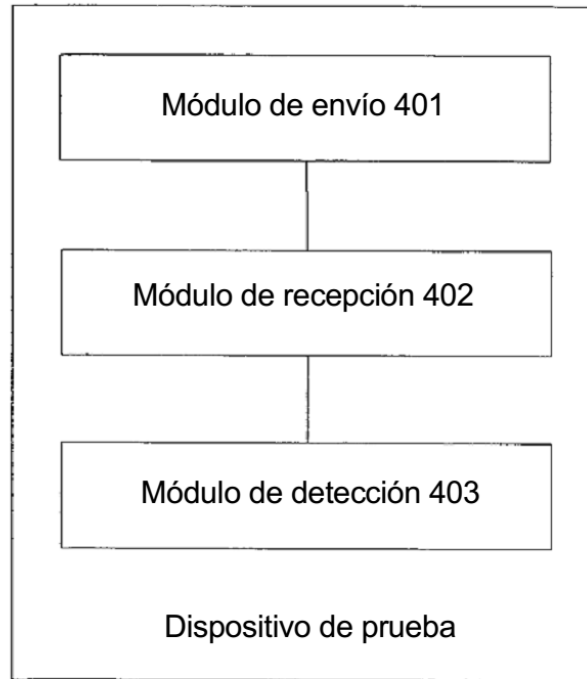 Módulo de envío 401
Módulo de recepción 402
Módulo de detección 403
Dispositivo de prueba